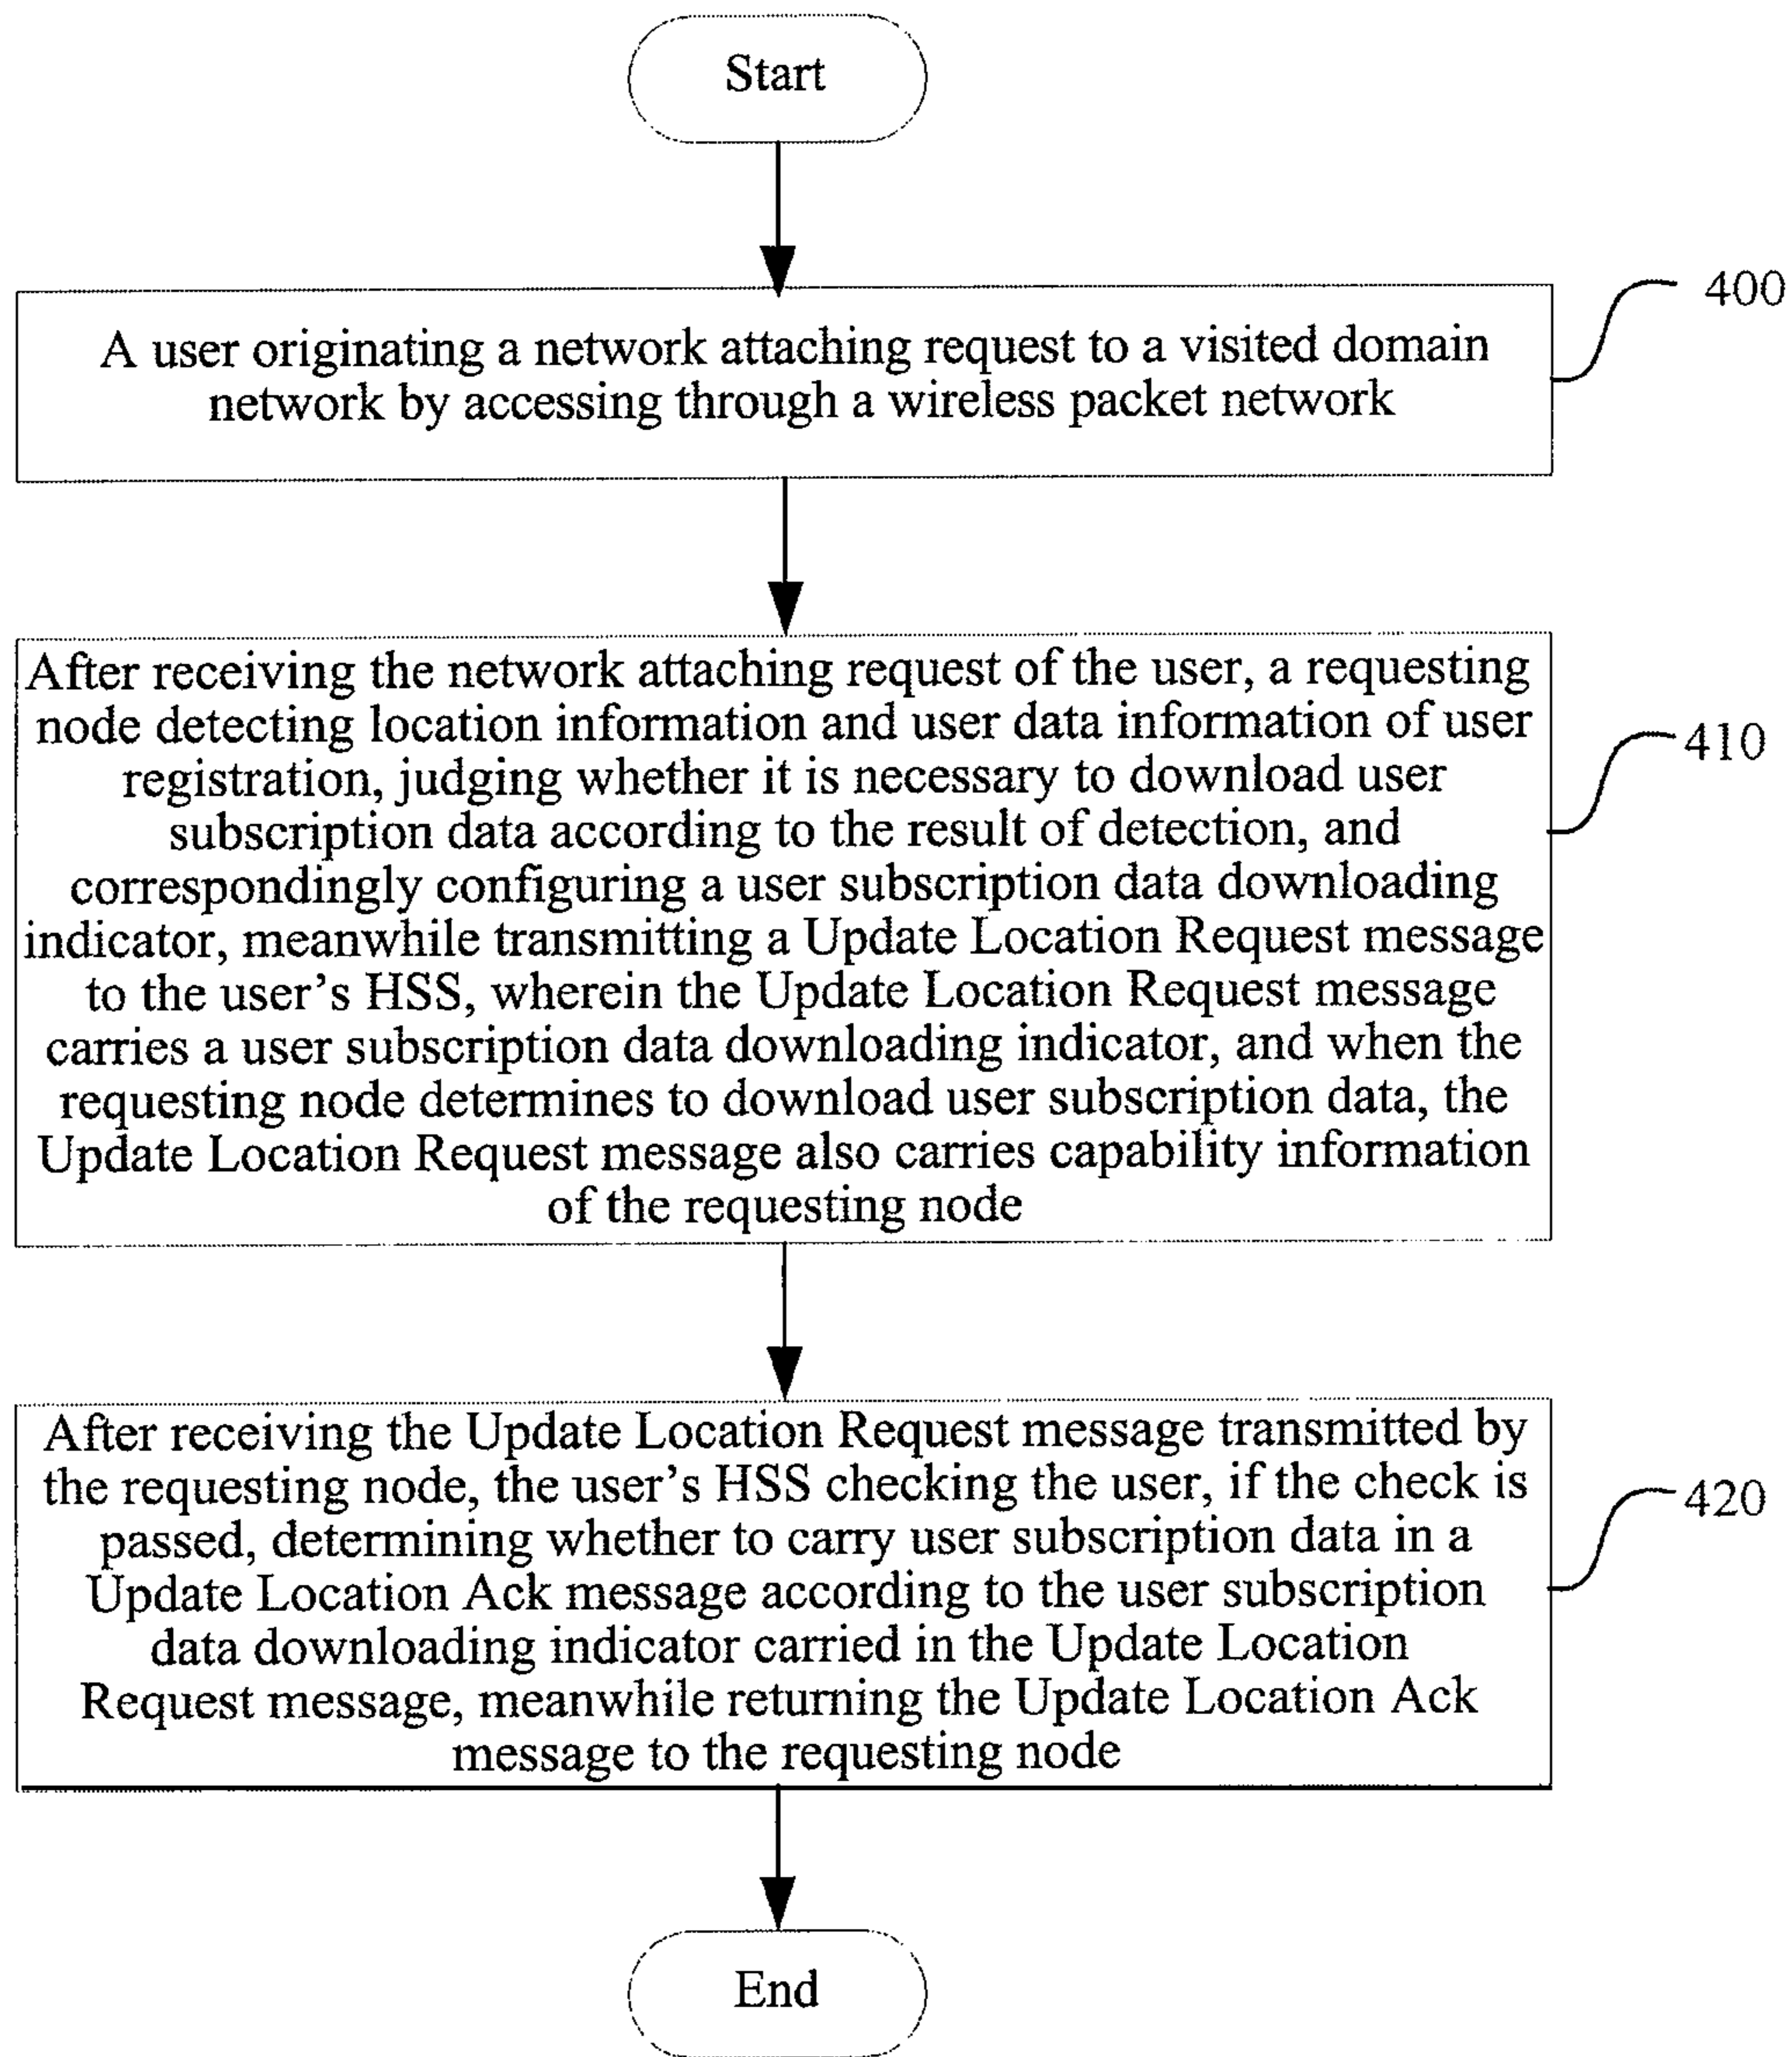 Start
400
A user originating a network attaching request to a visited domain
network by accessing through a wireless packet network
After receiving the network attaching request of the user, a requesting
node detecting location information and user data information of user
registration, judging whether it is necessary to download user
subscription data according to the result of detection, and
correspondingly configuring a user subscription data downloading
indicator, meanwhile transmitting a Update Location Request message
to the user's HSS, wherein the Update Location Request message
carries a user subscription data downloading indicator, and when the
requesting node determines to download user subscription data, the
Update Location Request message also carries capability information
of the requesting node
410
After receiving the Update Location Request message transmitted by
the requesting node, the user's HSS checking the user, if the check is
passed, determining whether to carry user subscription data in a
Update Location Ack message according to the user subscription
data downloading indicator carried in the Update Location
Request message, meanwhile returning the Update Location Ack
message to the requesting node
420
End